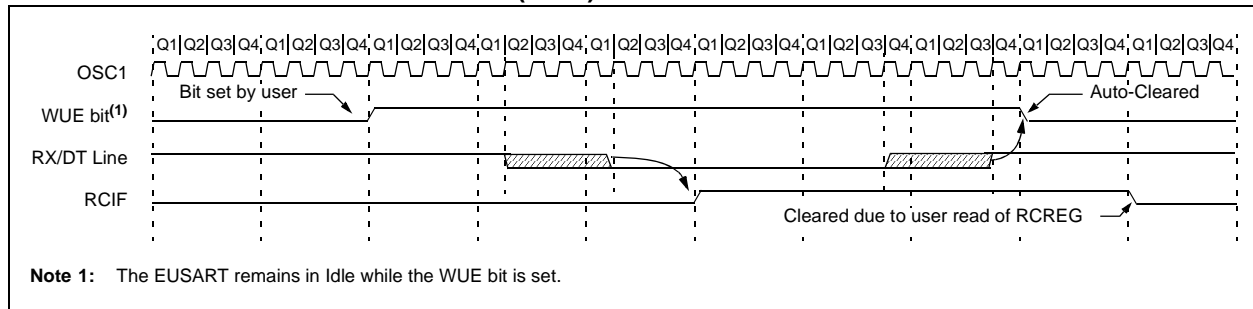 Q1 Q2 Q3 Q4 Q1 Q2 Q3 Q4 Q1 Q2 Q3 Q4 Q1 Q2 Q3 Q4 Q1 Q2 Q3 Q4 Q1 Q2 Q3 Q4 Q1 Q2 Q3 Q4 Q1 Q2 Q3 Q4 Q1 Q2 Q3 Q4 Q1 Q2 Q3 Q4
OSC1
Bit set by user
Auto-Cleared
WUE bit(1)
RX/DT Line
RCIF
Cleared due to user read of RCREG
Note 1: The EUSART remains in Idle while the WUE bit is set.